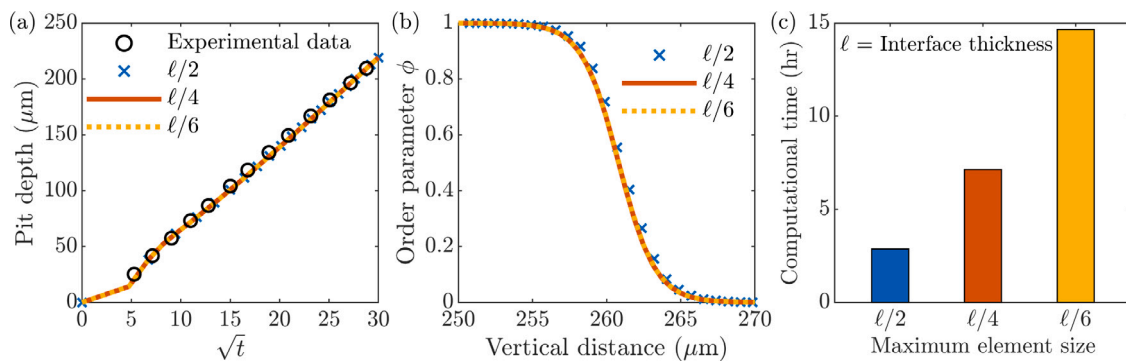 (a)
Experimental data
ℓ/2
ℓ/4
ℓ/6
250
200
150
100
50
0
Pit depth (μm)
0 5 10 15 20 25 30
√t
(b)
ℓ/2
ℓ/4
ℓ/6
1
0.8
0.6
0.4
0.2
0
Order parameter ϕ
250 255 260 265 270
Vertical distance (μm)
(c)
ℓ = Interface thickness
15
10
5
0
Computational time (hr)
ℓ/2 ℓ/4 ℓ/6
Maximum element size